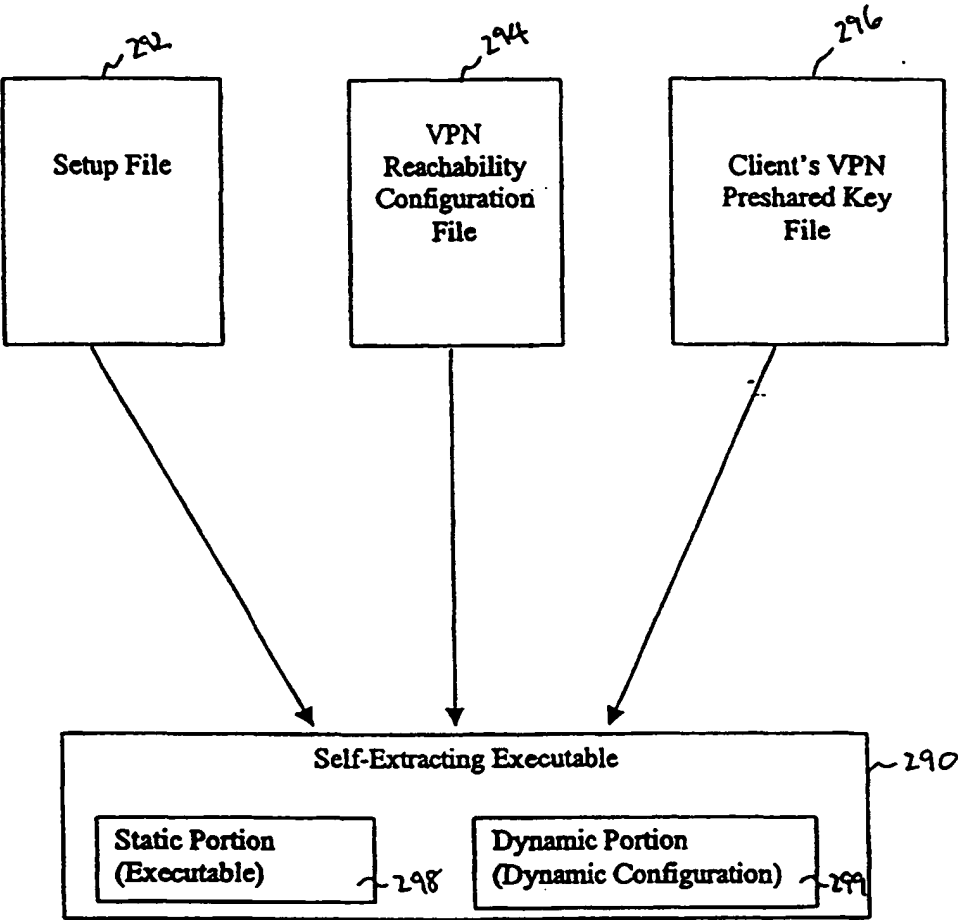 292
294
296
Setup File
VPN
Reachability
Configuration
File
Client's VPN
Preshared Key
File
Self-Extracting Executable
290
Static Portion
(Executable)
298
Dynamic Portion
(Dynamic Configuration)
299